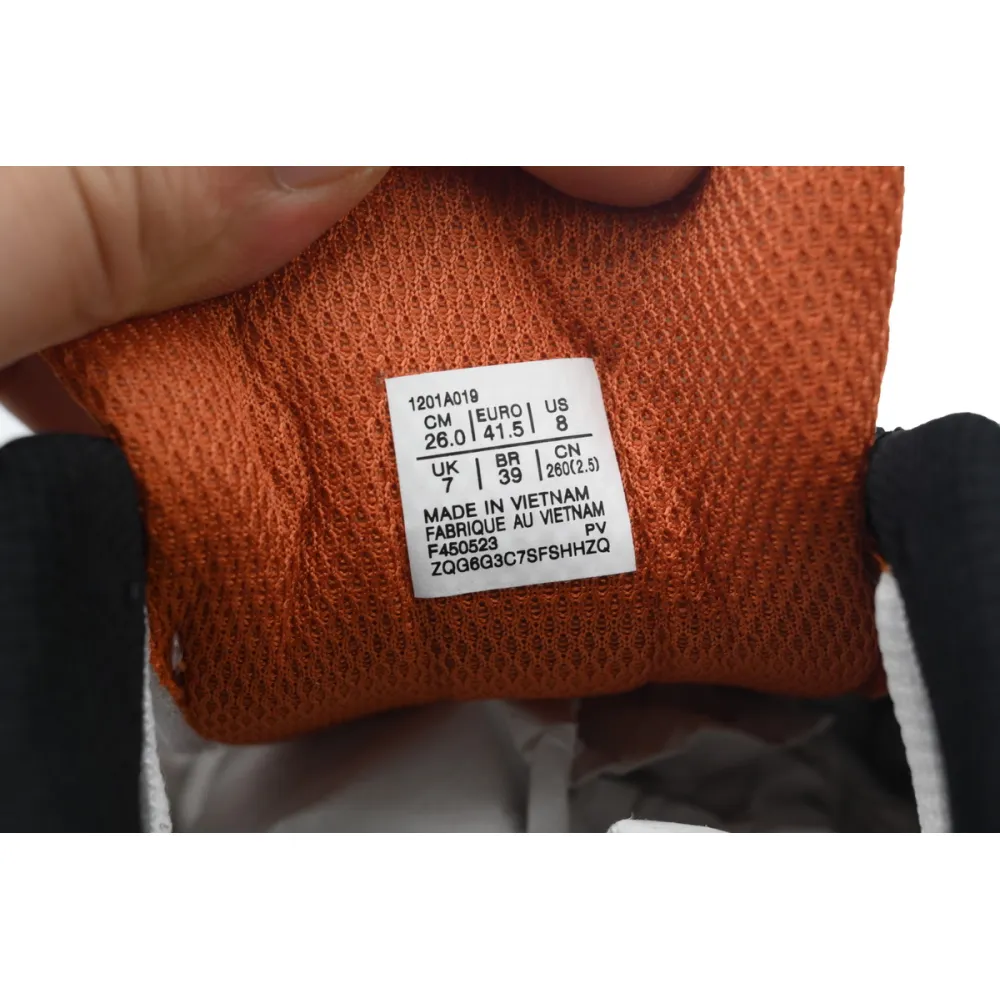 1201A019
CM EURO US
26.0 41.5 8
UK BR CN
7 39 260(2.5)
MADE IN VIETNAM
FABRIQUE AU VIETNAM
F450523 PV
ZQG6G3C7SFSHHZQ